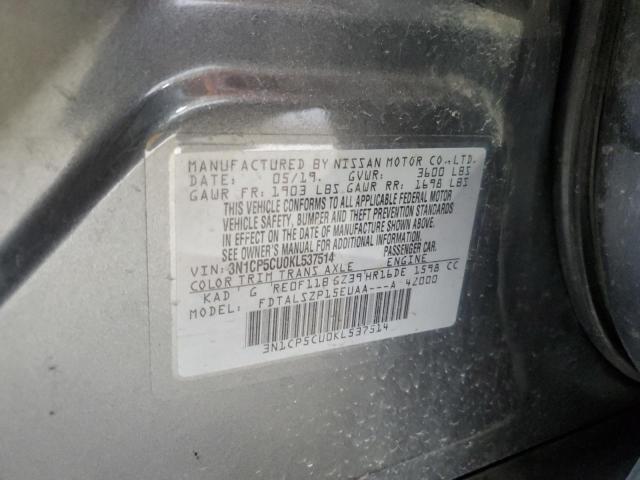 MANUFACTURED BY NISSAN MOTOR CO.,LTD.
DATE: 05/19. GVWR: 3600 LBS
GAWR FR: 1903 LBS.GAWR RR: 1698 LBS
THIS VEHICLE CONFORMS TO ALL APPLICABLE FEDERAL MOTOR
VEHICLE SAFETY, BUMPER AND THEFT PREVENTION STANDARDS
IN EFFECT ON THE DATE OF MANUFACTURE SHOWN ABOVE.
SEE OWNER'S MANUAL FOR ADDITIONAL INFORMATION.
VIN: 3N1CP5CU0KL537514 PASSENGER CAR.
COLOR TRIM TRANS AXLE ENGINE
KAD G RE0F11B GZ39 HR16DE 1598 CC
MODEL: FDTALSZP15EUAA---A 42000
3N1CP5CU0KL537514